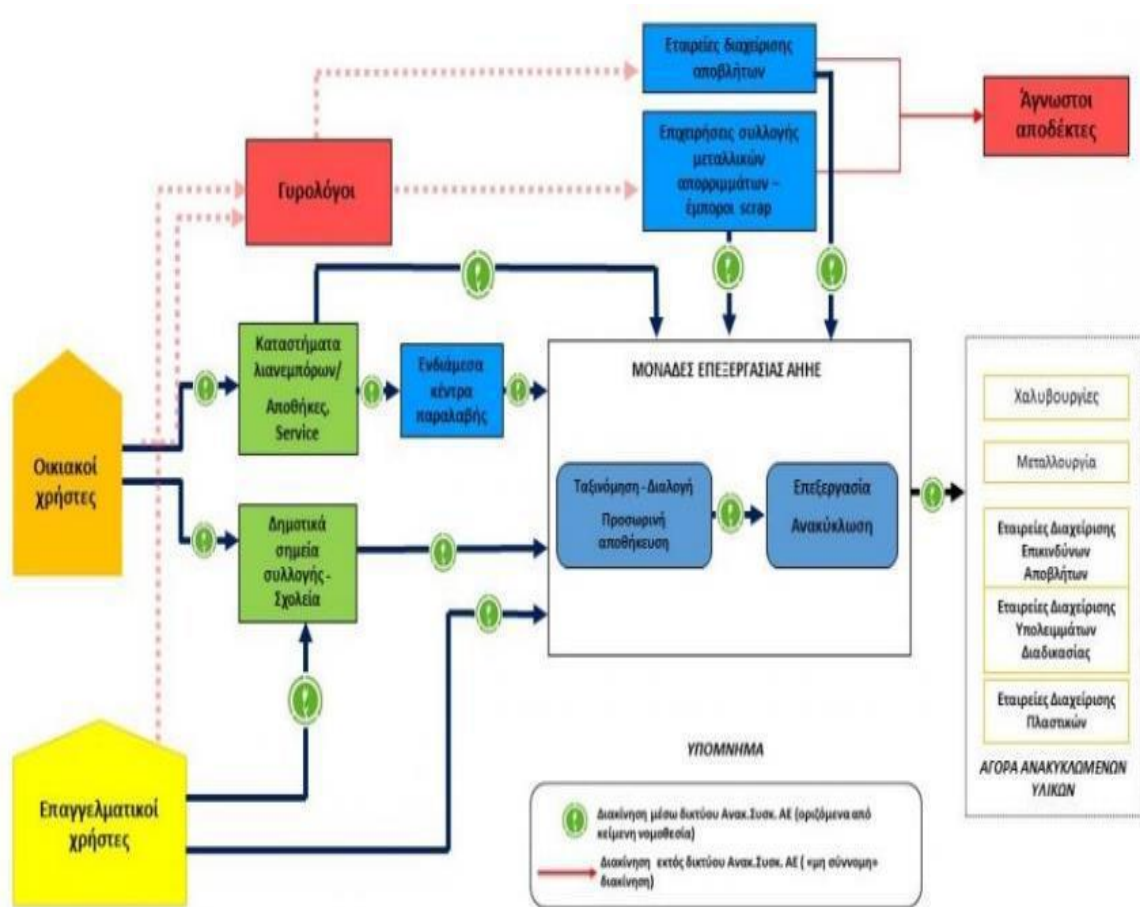 Εταιρείες διαχείρισης
αποβλήτων
Άγνωστοι
αποδέκτες
Επιχειρήσεις συλλογής
μεταλλικών
απορριμμάτων –
έμποροι scrap
Γυρολόγοι
Καταστήματα
λιανεμπόρων/
Αποθήκες,
Service
Ενδιάμεσα
κέντρα
παραλαβής
ΜΟΝΑΔΕΣ ΕΠΕΞΕΡΓΑΣΙΑΣ ΑΗΗΕ
Χαλυβουργίες
Μεταλλουργία
Οικιακοί
χρήστες
Ταξινόμηση - Διαλογή
Προσωρινή
αποθήκευση
Επεξεργασία
Ανακύκλωση
Δημοτικά
σημεία
συλλογής -
Σχολεία
Εταιρείες Διαχείρισης
Επικινδύνων
Αποβλήτων
Εταιρείες Διαχείρισης
Υπολειμμάτων
Διαδικασίας
Εταιρείες Διαχείρισης
Πλαστικών
ΑΓΟΡΑ ΑΝΑΚΥΚΛΩΜΕΝΩΝ
ΥΛΙΚΩΝ
Επαγγελματικοί
χρήστες
ΥΠΟΜΝΗΜΑ
Διακίνηση μέσω δικτύου Ανακ.Συσκ. ΑΕ (οριζόμενα από
κείμενη νομοθεσία)
Διακίνηση εκτός δικτύου Ανακ.Συσκ. ΑΕ ( «μη σύννομη»
διακίνηση)